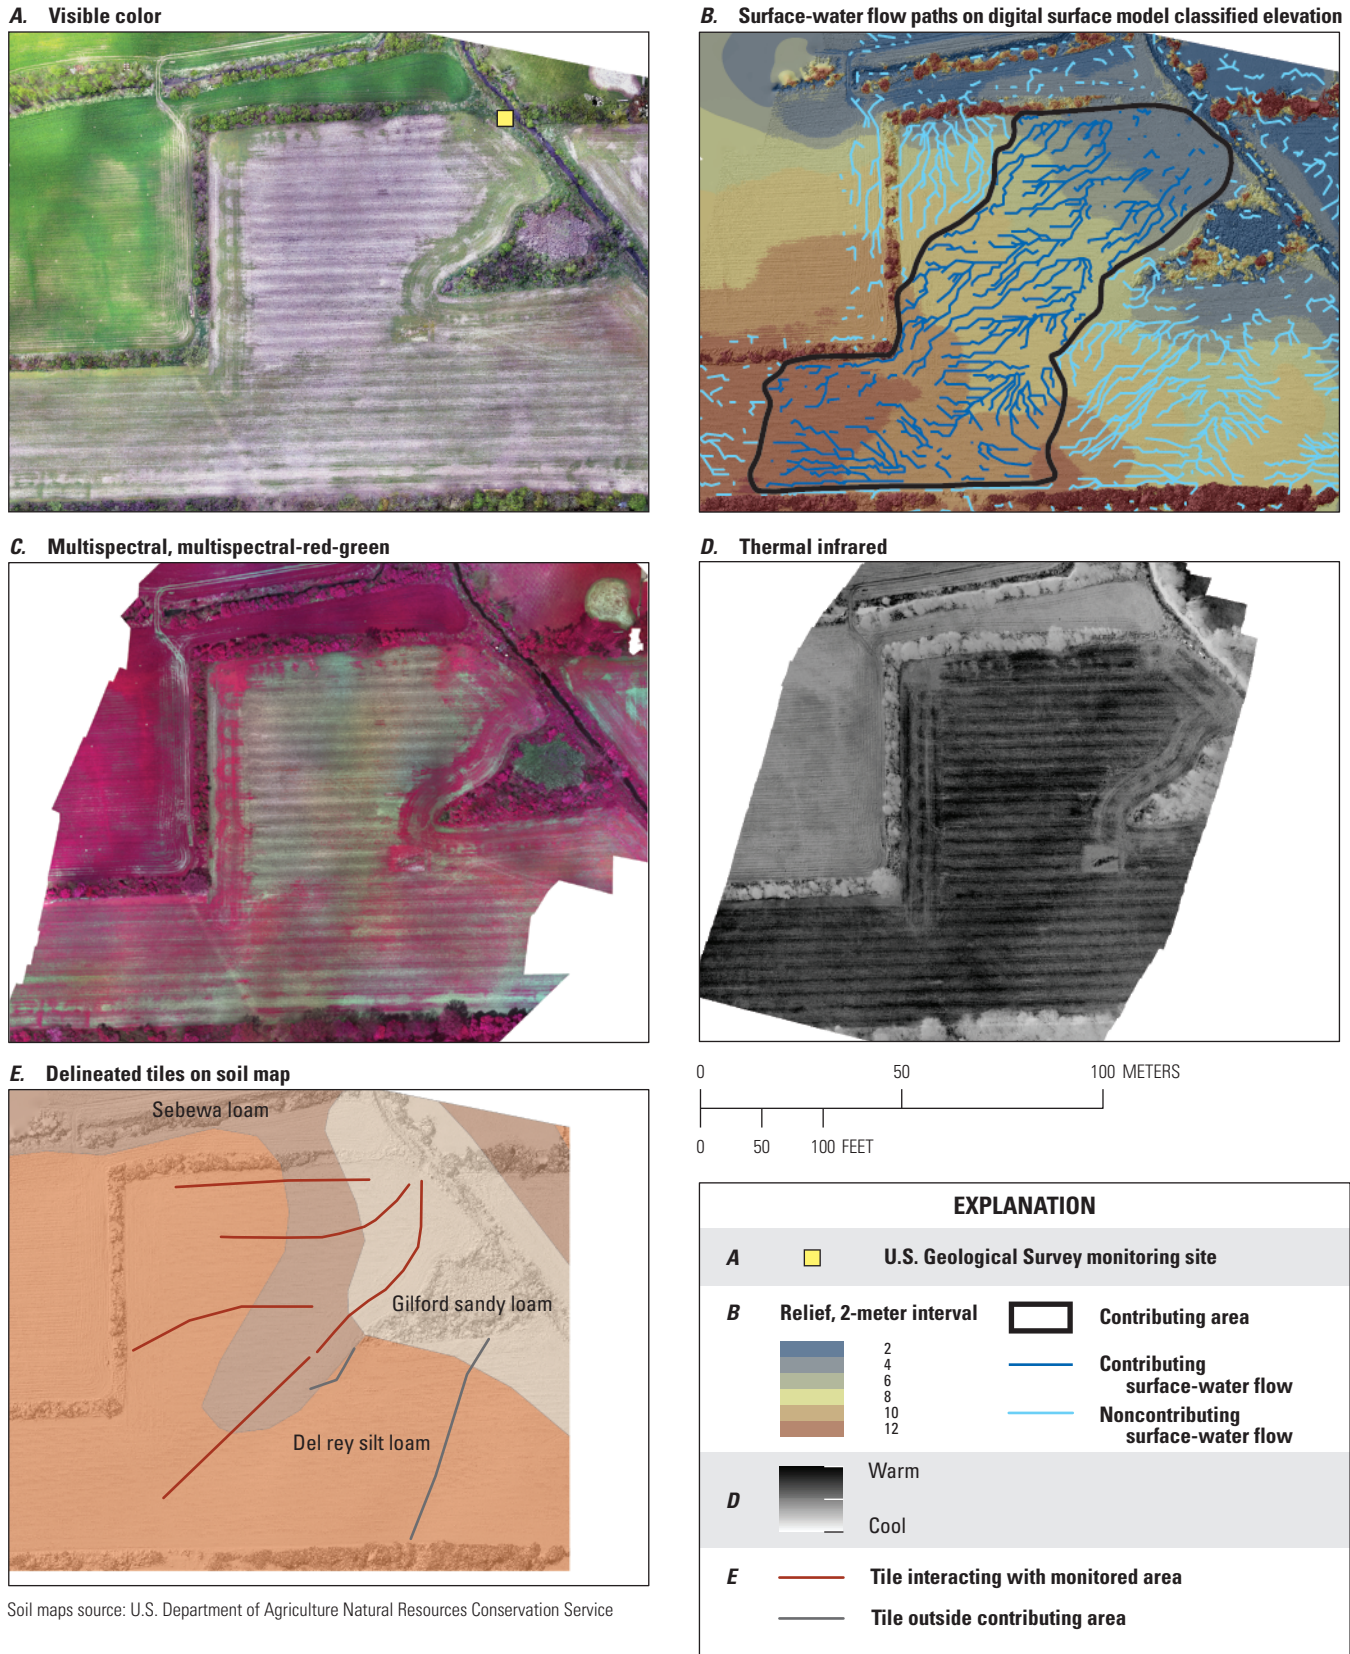 A. Visible color
B. Surface-water flow paths on digital surface model classified elevation
C. Multispectral, multispectral-red-green
D. Thermal infrared
E. Delineated tiles on soil map
Sebewa loam
Gilford sandy loam
Del rey silt loam
Soil maps source: U.S. Department of Agriculture Natural Resources Conservation Service
0 50 100 METERS
0 50 100 FEET
EXPLANATION
A U.S. Geological Survey monitoring site
B Relief, 2-meter interval
2
4
6
8
10
12
Contributing area
Contributing
surface-water flow
Noncontributing
surface-water flow
D
Warm
Cool
E Tile interacting with monitored area
Tile outside contributing area